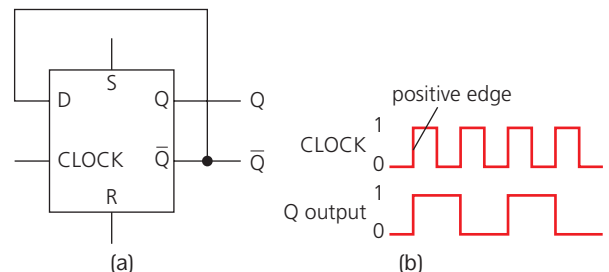 S
D
Q
Q
CLOCK
Q̅
Q̅
R
(a)
positive edge
1
CLOCK
0
1
Q output
0
(b)